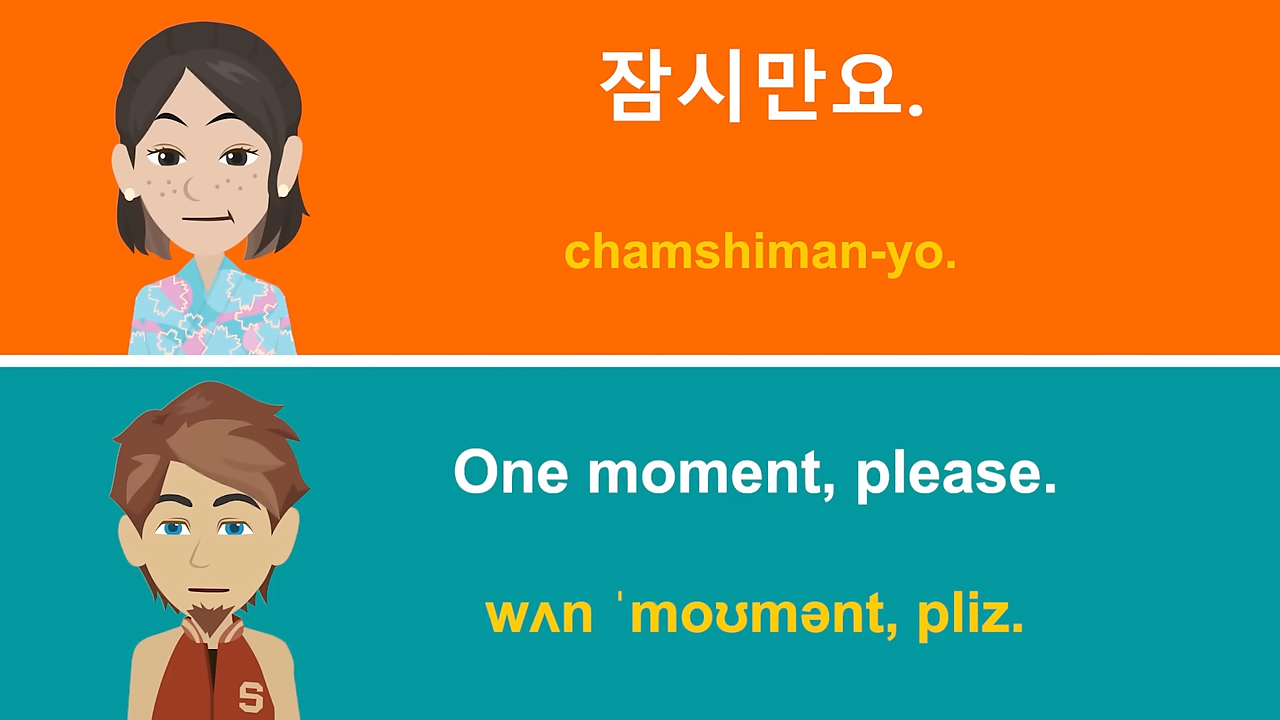 잠시만요.
chamshiman-yo.
One moment, please.
wʌn ˈmoʊmənt, pliz.
S